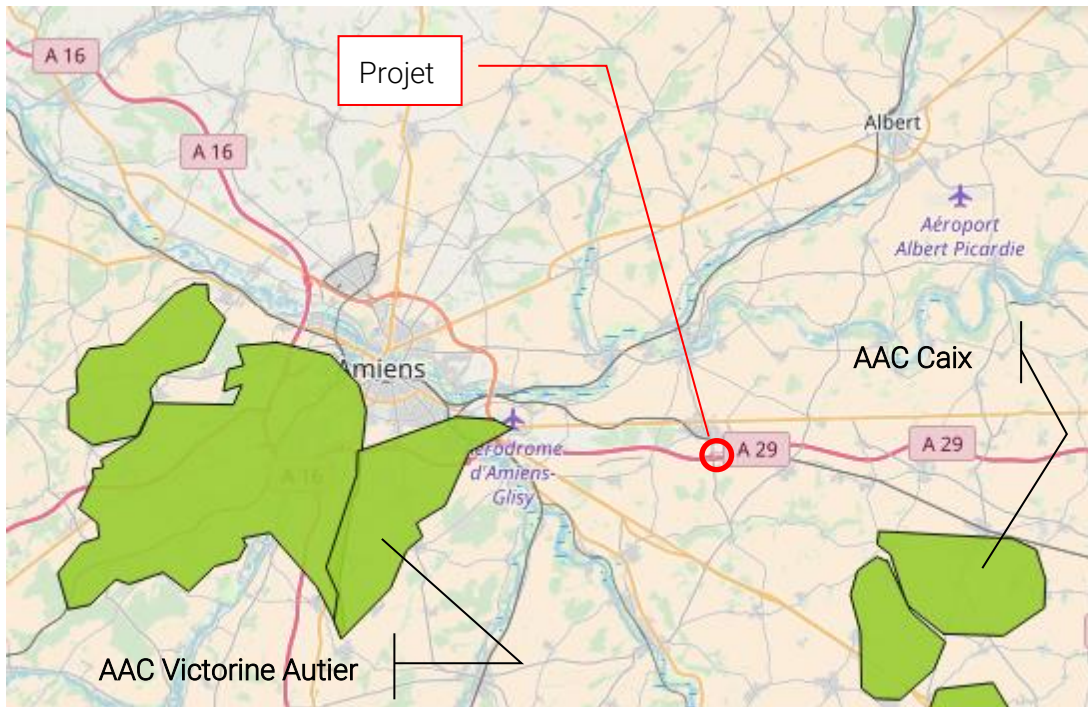 A 16
Projet
A 16
Albert
Aéroport
Albert Picardie
AAC Caix
Amiens
Aérodrome
d'Amiens-
Glisy
A 29
A 29
A 16
AAC Victorine Autier